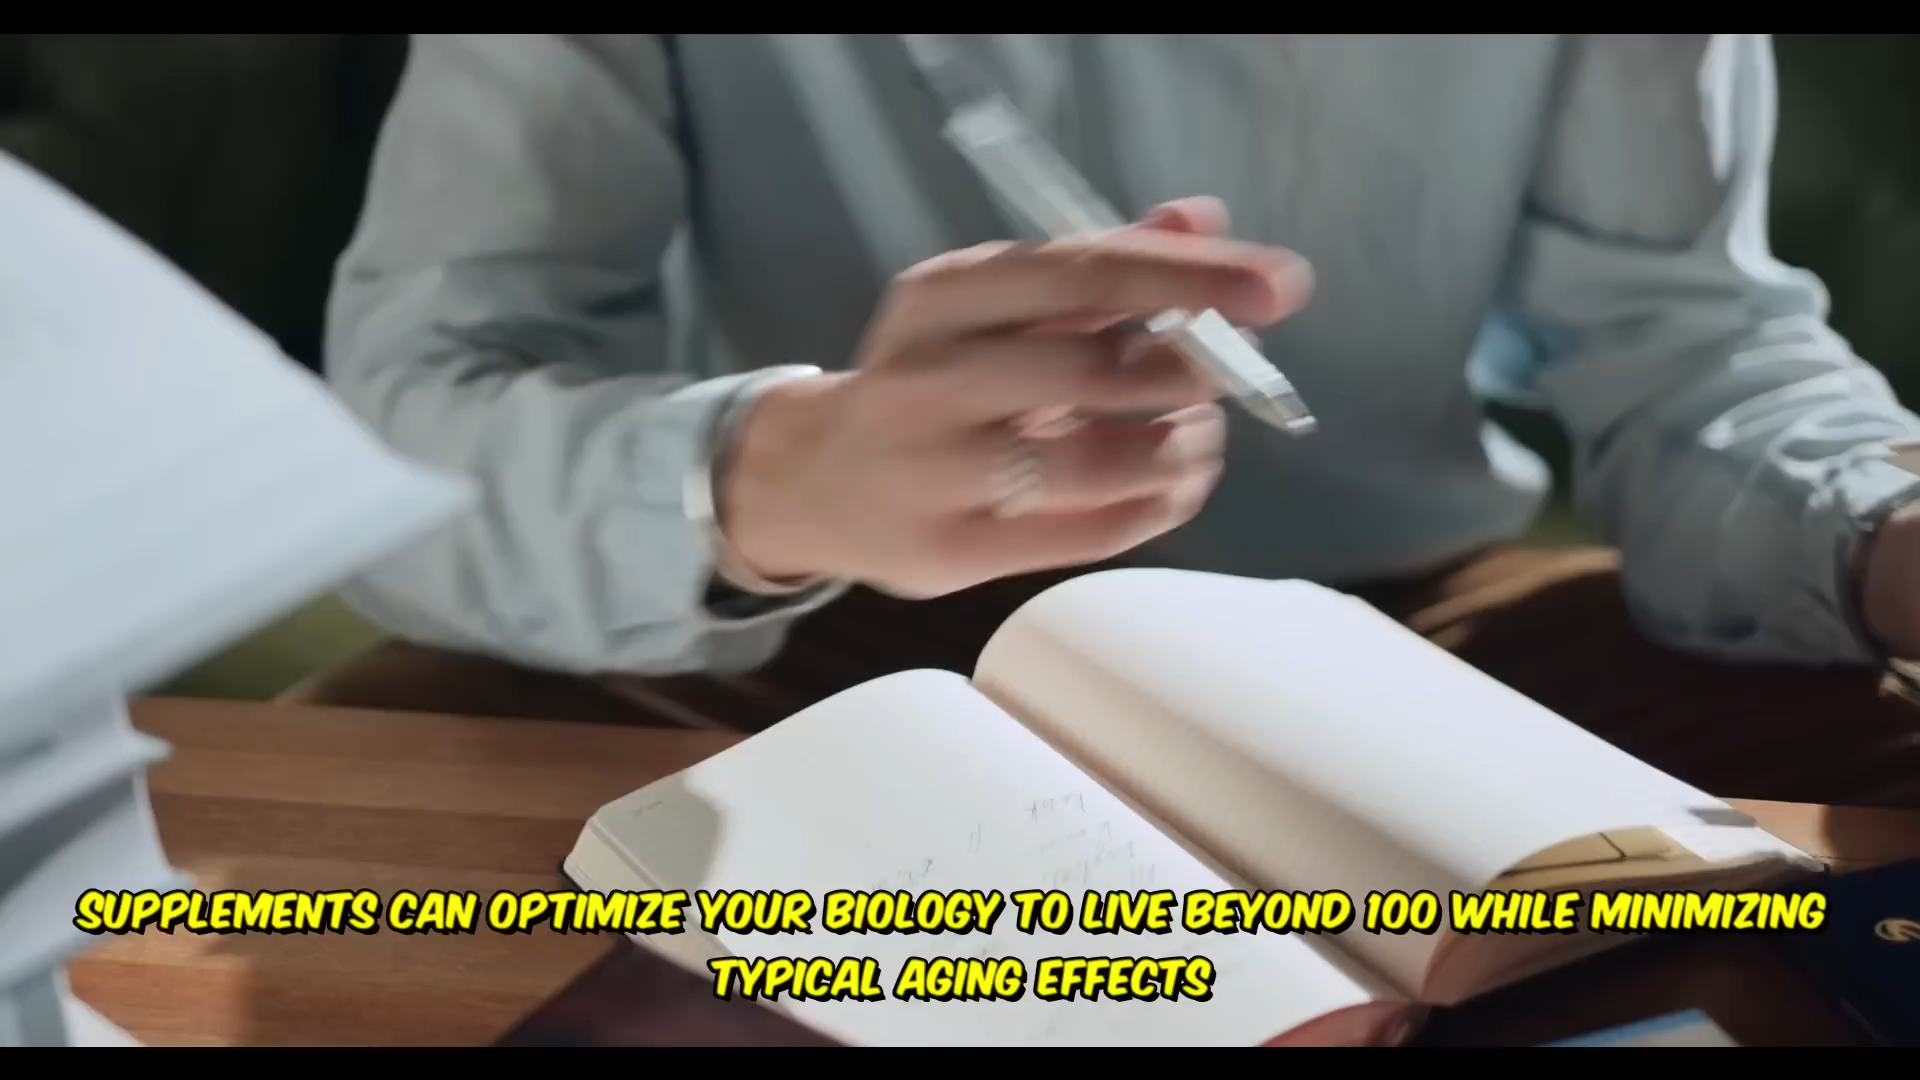 SUPPLEMENTS CAN OPTIMIZE YOUR BIOLOGY TO LIVE BEYOND 100 WHILE MINIMIZING
TYPICAL AGING EFFECTS